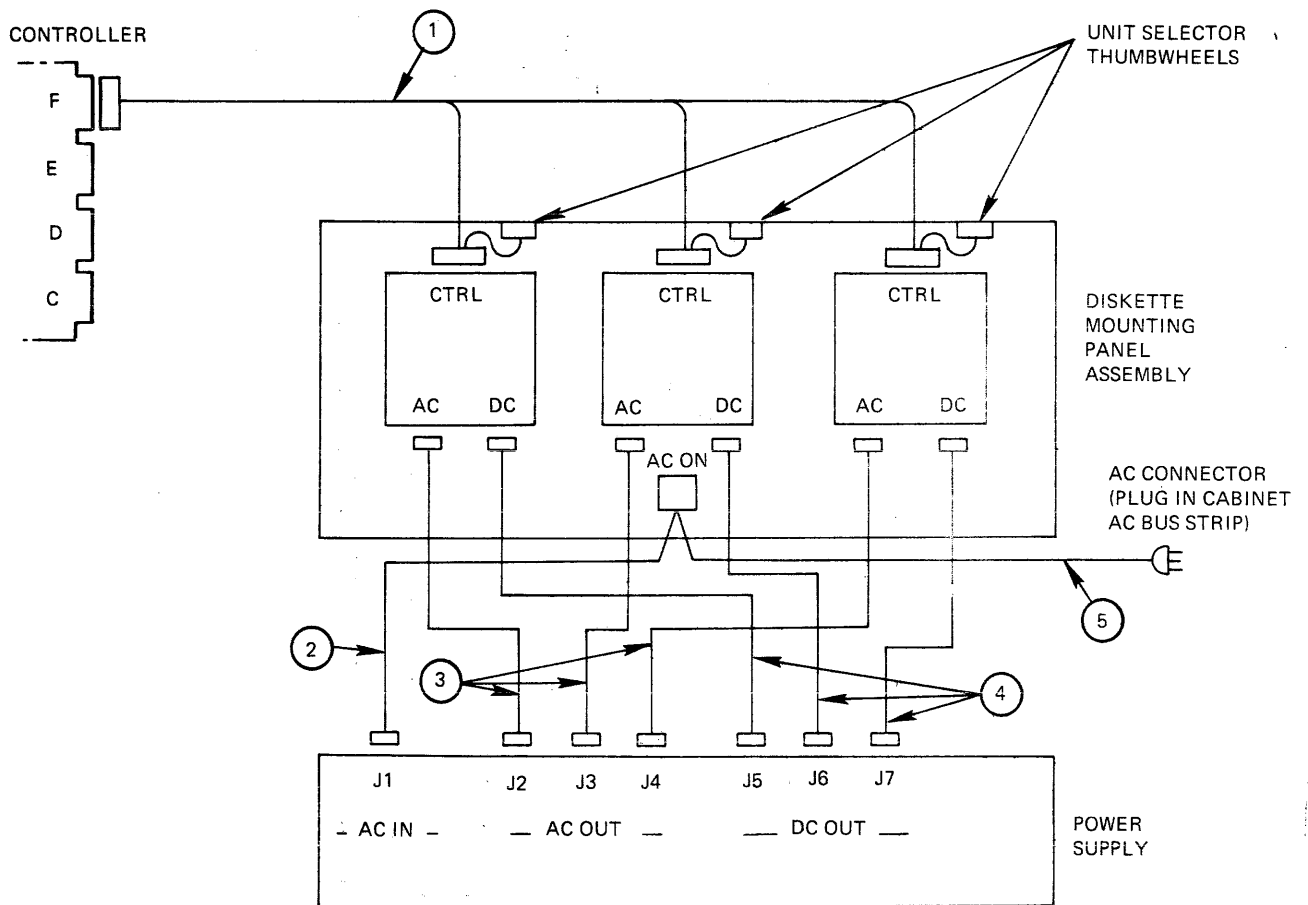 CONTROLLER
1
UNIT SELECTOR
THUMBWHEELS
F
E
D
C
CTRL
CTRL
CTRL
DISKETTE
MOUNTING
PANEL
ASSEMBLY
AC DC
AC DC
AC DC
AC ON
AC CONNECTOR
(PLUG IN CABINET
AC BUS STRIP)
5
2
3
4
J1 J2 J3 J4 J5 J6 J7
AC IN
AC OUT
DC OUT
POWER
SUPPLY